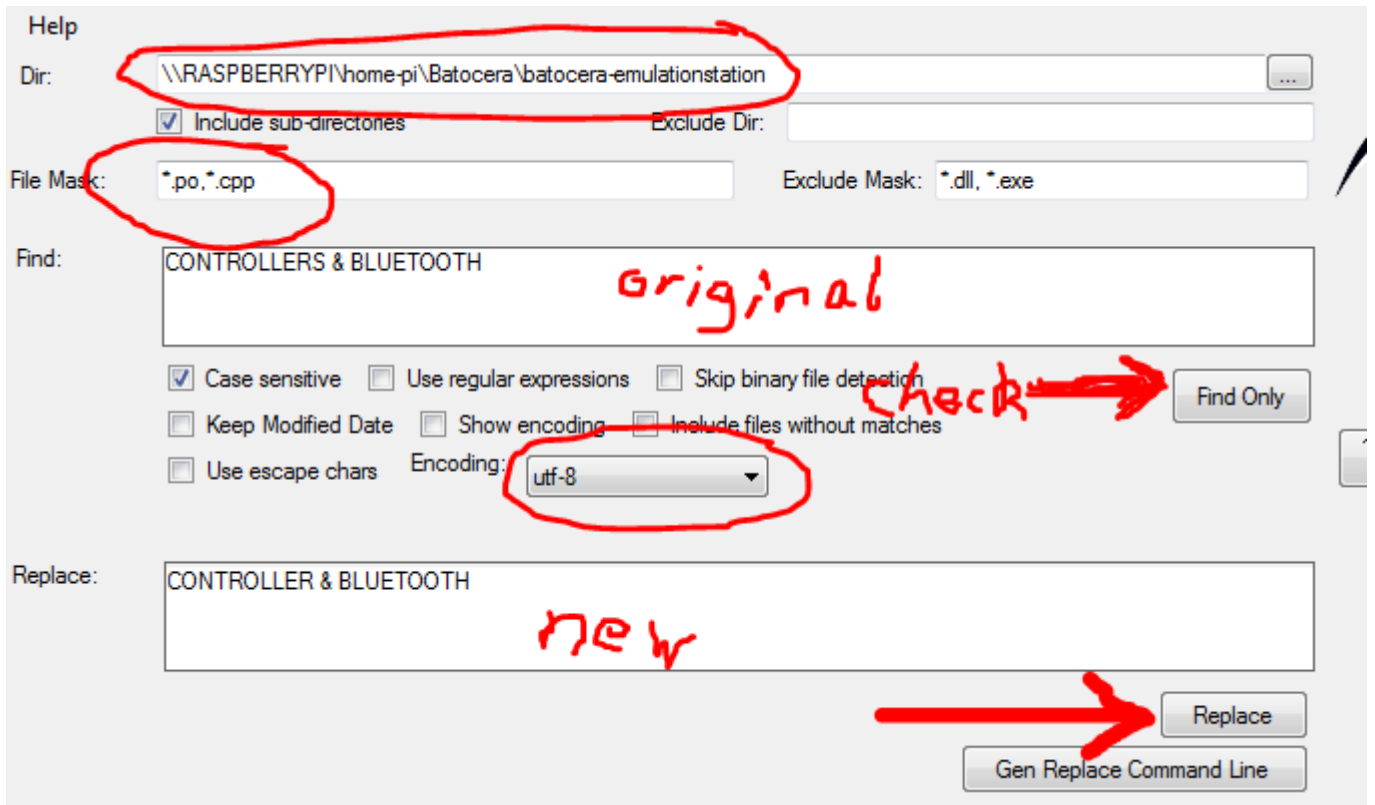 Help
Dir: \\RASPBERRYPI\home-pi\Batocera\batocera-emulationstation ...
Include sub-directories Exclude Dir:
File Mask: *.po,*.cpp Exclude Mask: *.dll, *.exe
Find: CONTROLLERS & BLUETOOTH
original
Case sensitive Use regular expressions Skip binary file detection
check Find Only
Keep Modified Date Show encoding Include files without matches
Use escape chars Encoding: utf-8
Replace: CONTROLLER & BLUETOOTH
new
Replace
Gen Replace Command Line